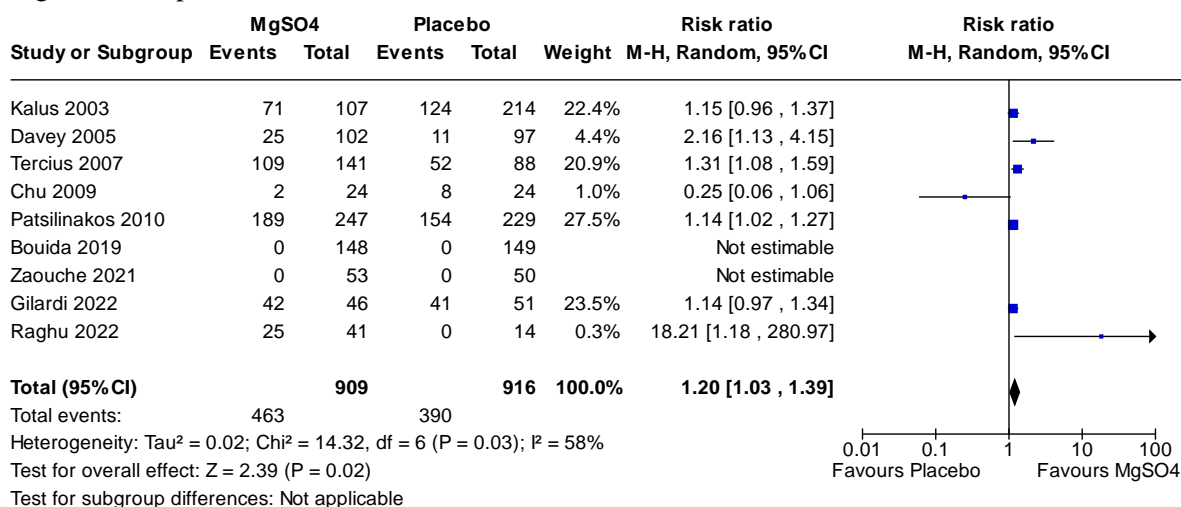 MgSO4 Placebo Risk ratio Risk ratio
Study or Subgroup Events Total Events Total Weight M-H, Random, 95%CI M-H, Random, 95%CI
Kalus 2003 71 107 124 214 22.4% 1.15 [0.96 , 1.37]
Davey 2005 25 102 11 97 4.4% 2.16 [1.13 , 4.15]
Tercius 2007 109 141 52 88 20.9% 1.31 [1.08 , 1.59]
Chu 2009 2 24 8 24 1.0% 0.25 [0.06 , 1.06]
Patsilinakos 2010 189 247 154 229 27.5% 1.14 [1.02 , 1.27]
Bouida 2019 0 148 0 149 Not estimable
Zaouche 2021 0 53 0 50 Not estimable
Gilardi 2022 42 46 41 51 23.5% 1.14 [0.97 , 1.34]
Raghu 2022 25 41 0 14 0.3% 18.21 [1.18 , 280.97]
Total (95%CI) 909 916 100.0% 1.20 [1.03 , 1.39]
Total events: 463 390
Heterogeneity: Tau² = 0.02; Chi² = 14.32, df = 6 (P = 0.03); I² = 58%
Test for overall effect: Z = 2.39 (P = 0.02)
Test for subgroup differences: Not applicable
0.01 0.1 1 10 100
Favours Placebo Favours MgSO4